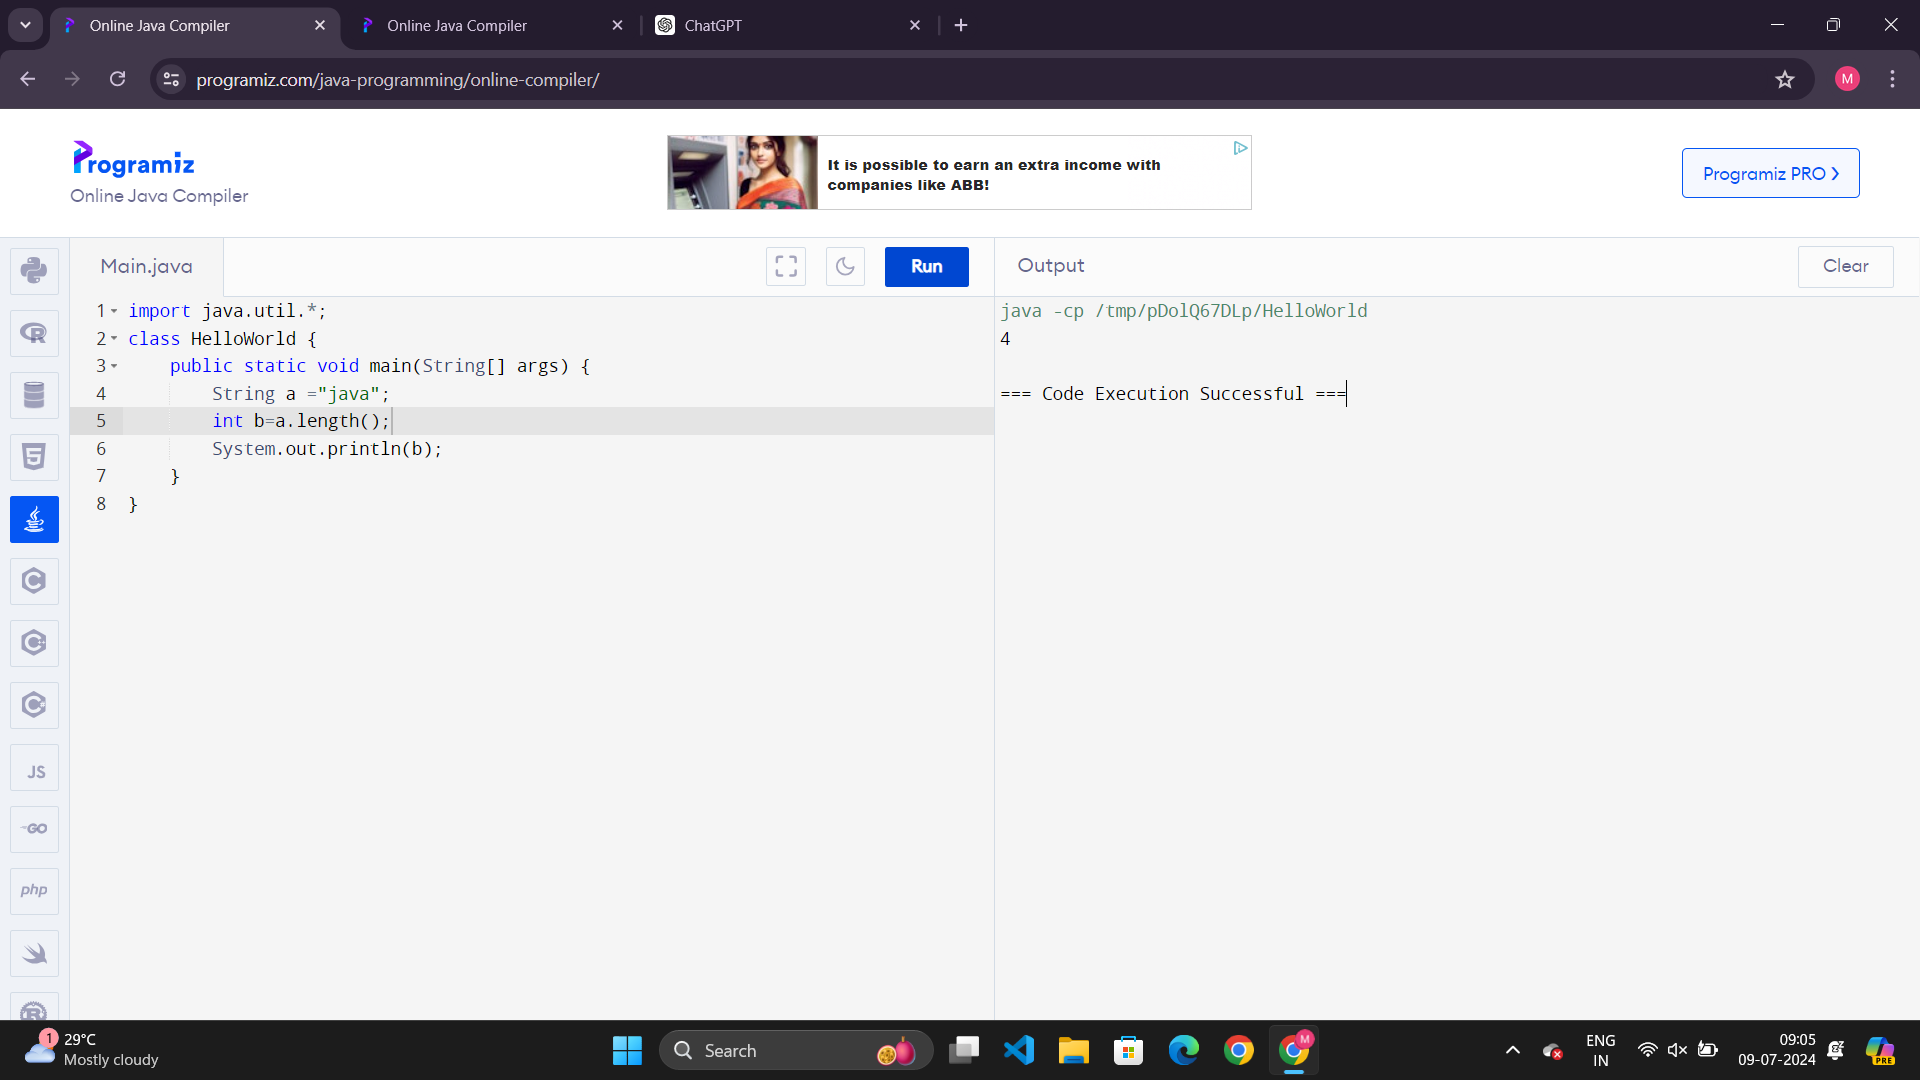 Online Java Compiler
Online Java Compiler
ChatGPT
programiz.com/java-programming/online-compiler/
M
Programiz
Online Java Compiler
It is possible to earn an extra income with
companies like ABB!
Programiz PRO ❯
Main.java
Run
Output
Clear
1 import java.util.*;
2 class HelloWorld {
3     public static void main(String[] args) {
4         String a ="java";
5         int b=a.length();
6         System.out.println(b);
7     }
8 }
java -cp /tmp/pDolQ67DLp/HelloWorld
4
=== Code Execution Successful ===
R
5
C
C
C
JS
GO
php
R
1
29°C
Mostly cloudy
Search
M
ENG
IN
09:05
09-07-2024
PRE